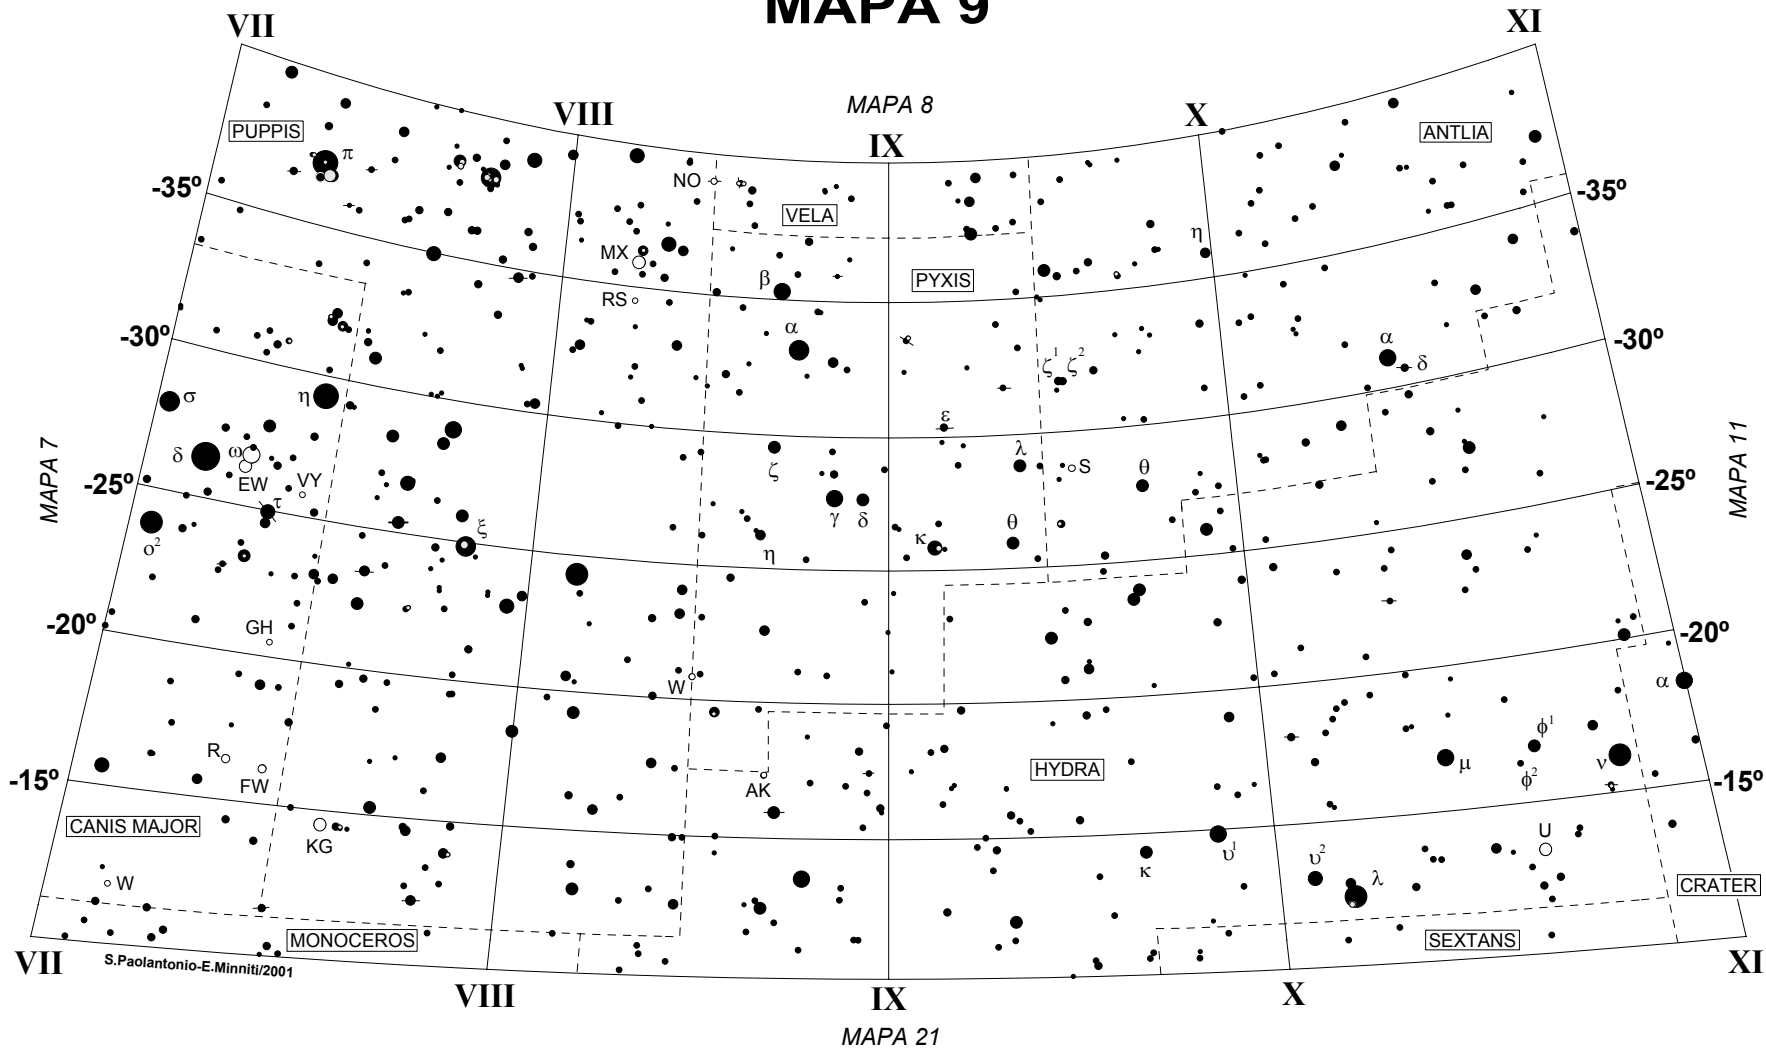 MAPA 9
VII
XI
VIII
MAPA 8
X
IX
PUPPIS
ANTLIA
π
NO
-35º
-35º
VELA
η
MX
β
PYXIS
RS
-30º
α
α
-30º
ζ1 ζ2
δ
σ
η
ε
MAPA 7
MAPA 11
δ
ω
λ
S
θ
ζ
EW
VY
-25º
-25º
τ
γ
δ
ο2
ξ
κ
θ
η
GH
-20º
-20º
W
α
R
FW
φ1
μ
φ2
ν
HYDRA
AK
-15º
-15º
CANIS MAJOR
KG
U
κ
υ1
υ2
λ
W
CRATER
MONOCEROS
SEXTANS
VII
S.Paolantonio-E.Minniti/2001
VIII
IX
X
XI
MAPA 21